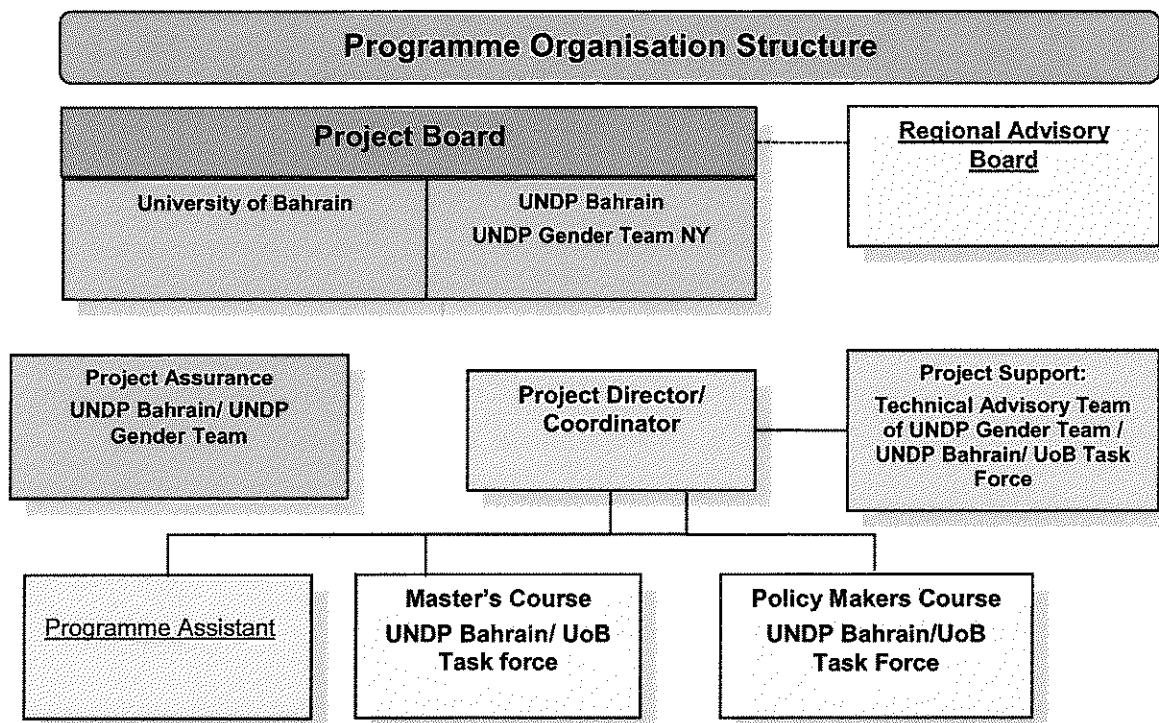 Programme Organisation Structure
Project Board
Regional Advisory
Board
University of Bahrain
UNDP Bahrain
UNDP Gender Team NY
Project Assurance
UNDP Bahrain/ UNDP
Gender Team
Project Director/
Coordinator
Project Support:
Technical Advisory Team
of UNDP Gender Team /
UNDP Bahrain/ UoB Task
Force
Programme Assistant
Master's Course
UNDP Bahrain/ UoB
Task force
Policy Makers Course
UNDP Bahrain/UoB
Task Force